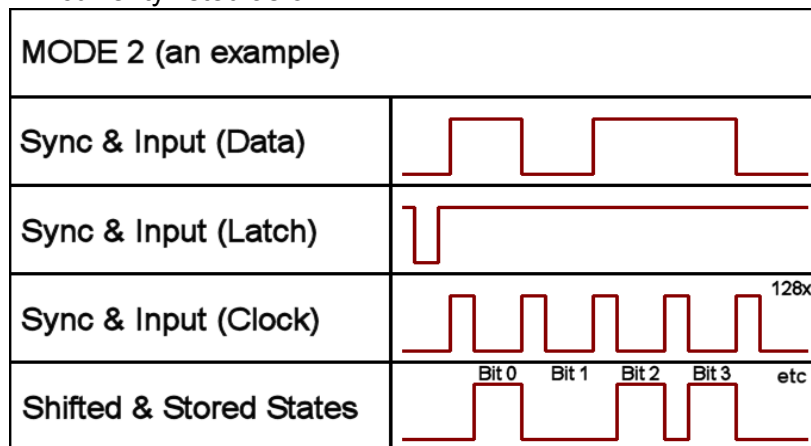 MODE 2 (an example)
Sync & Input (Data)
Sync & Input (Latch)
Sync & Input (Clock)
128x
Shifted & Stored States
Bit 0 Bit 1 Bit 2 Bit 3 etc